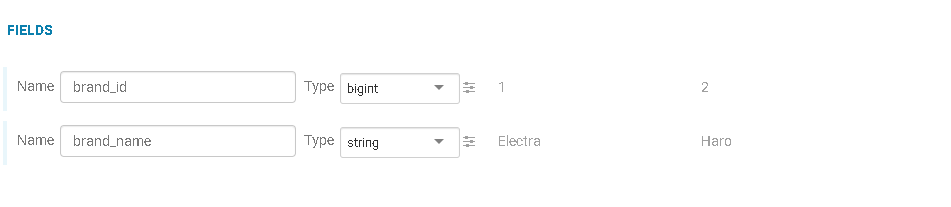 FIELDS
Name brand_id Type bigint 1 2
Name brand_name Type string Electra Haro